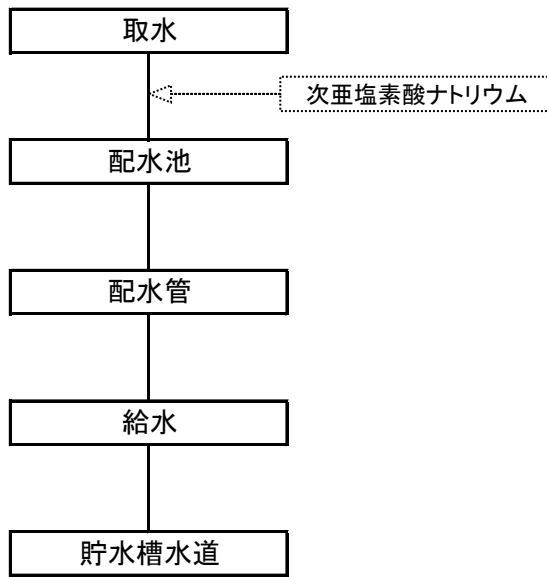 取水
次亜塩素酸ナトリウム
配水池
配水管
給水
貯水槽水道